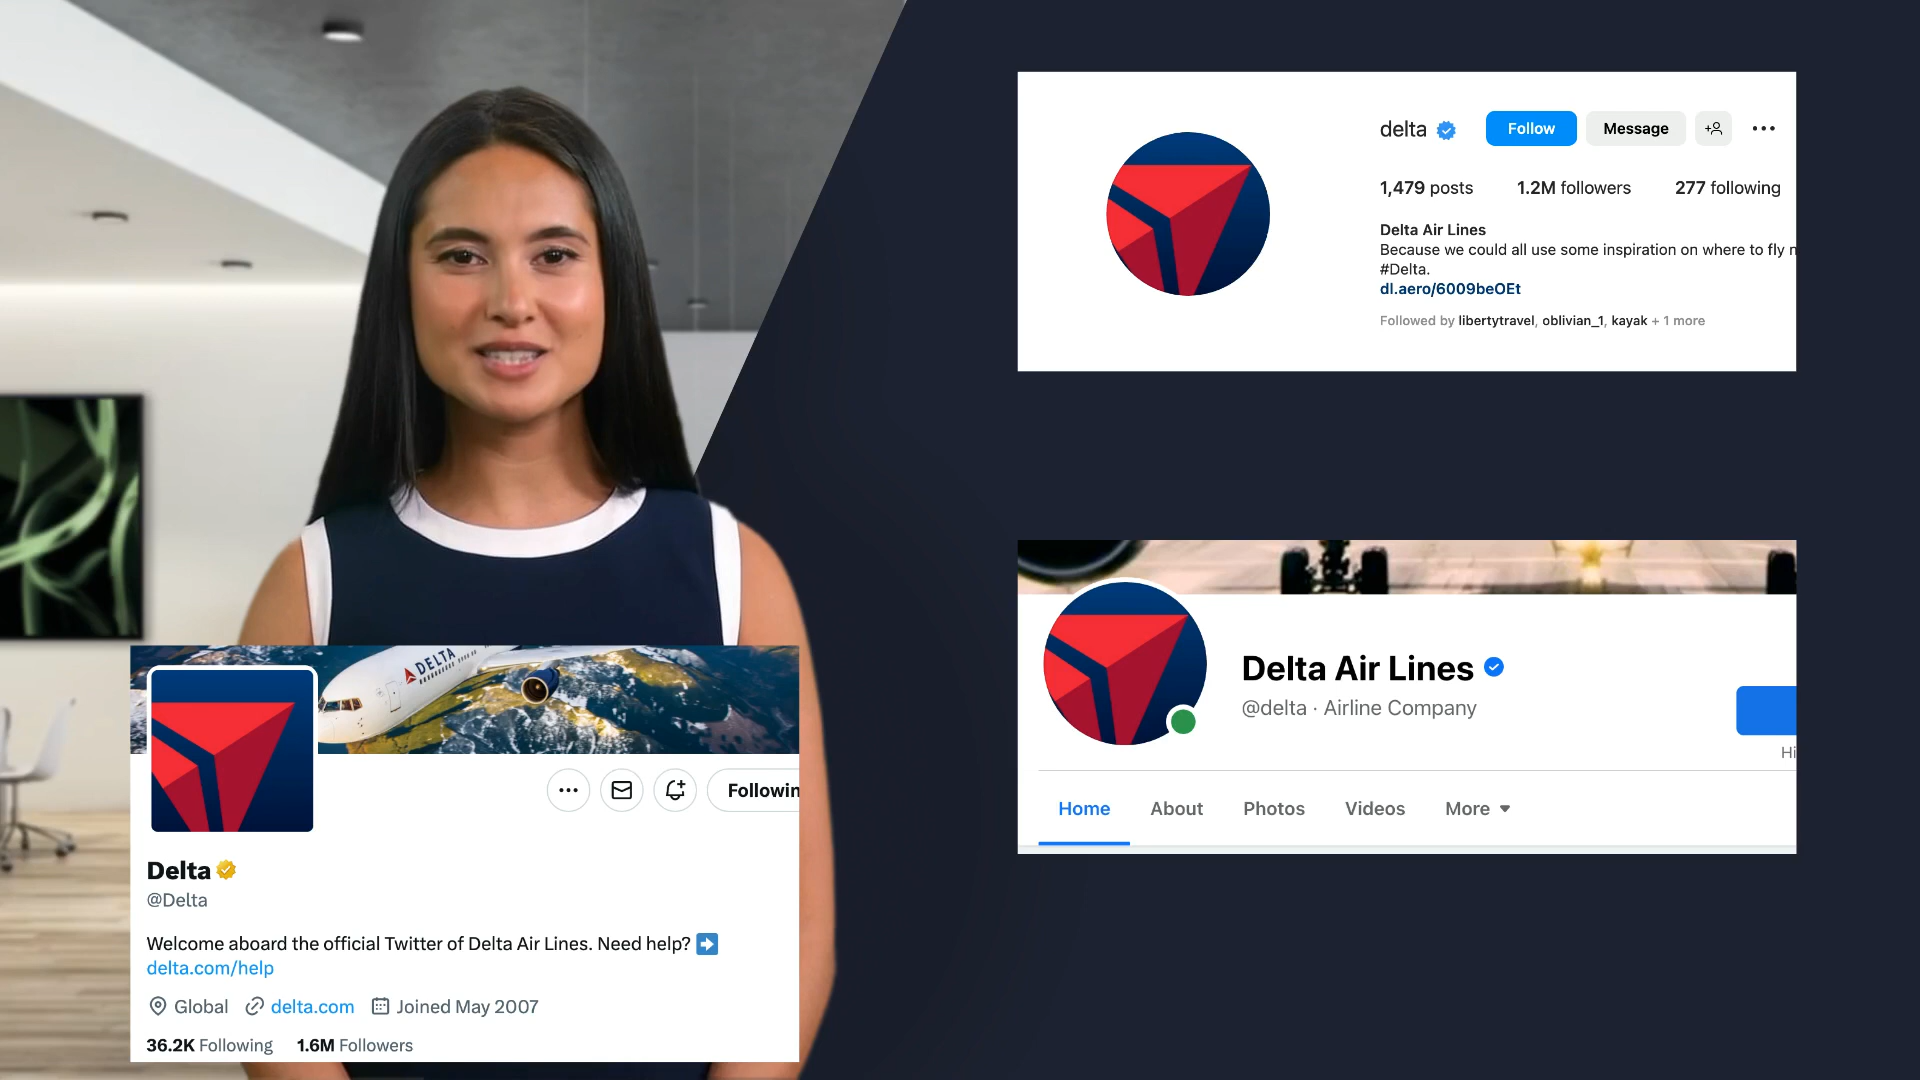 delta
Follow
Message
1,479 posts 1.2M followers 277 following
Delta Air Lines
Because we could all use some inspiration on where to fly
#Delta.
dl.aero/6009beOEt
Followed by libertytravel, oblivian_1, kayak + 1 more
Delta Air Lines
@delta · Airline Company
Hi
Home About Photos Videos More
DELTA
Followin
Delta
@Delta
Welcome aboard the official Twitter of Delta Air Lines. Need help? ➡
delta.com/help
Global delta.com Joined May 2007
36.2K Following 1.6M Followers